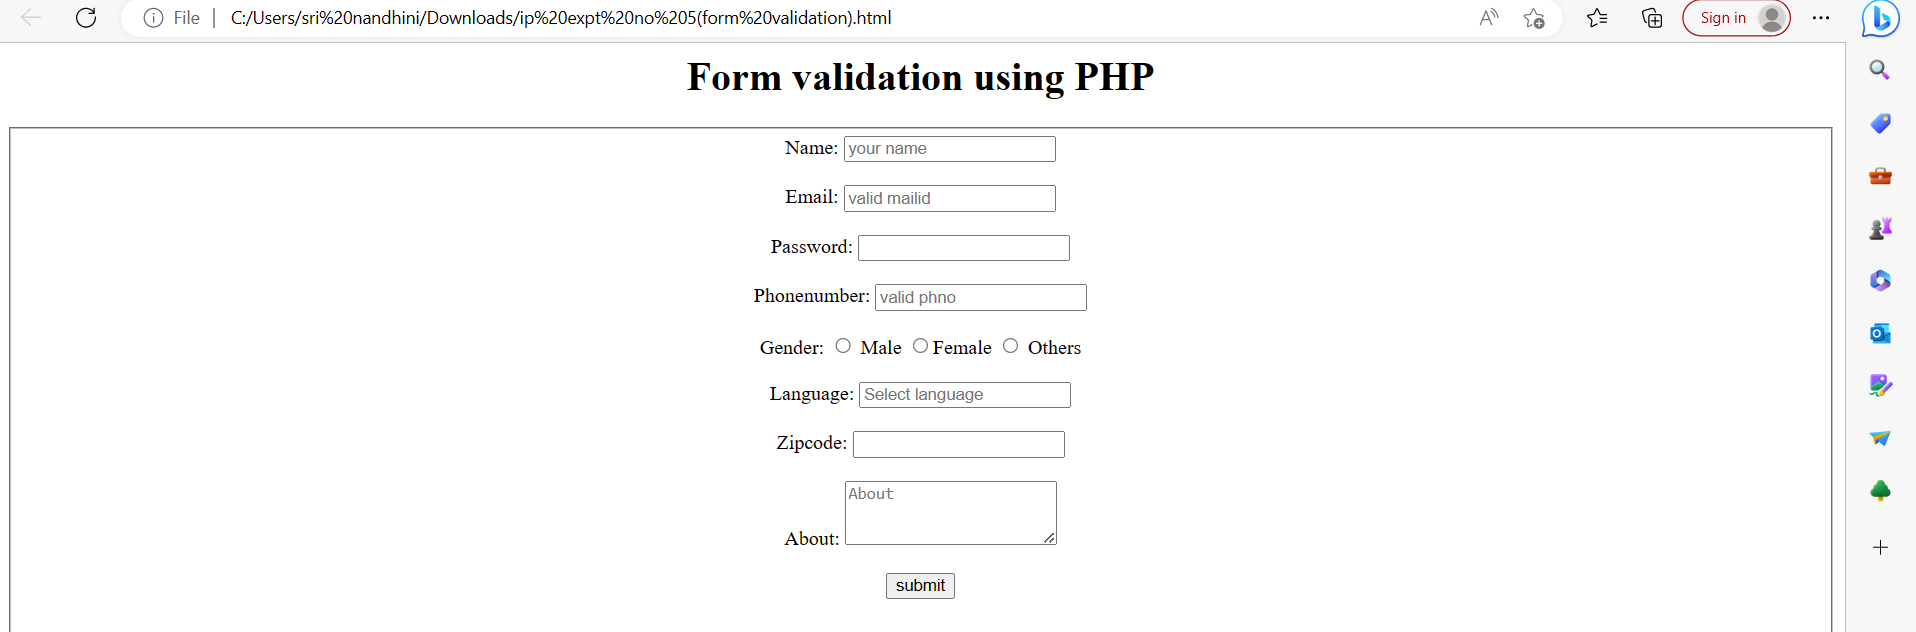 File C:/Users/sri%20nandhini/Downloads/ip%20expt%20no%205(form%20validation).html Sign in
Form validation using PHP
Name: your name
Email: valid mailid
Password:
Phonenumber: valid phno
Gender: Male Female Others
Language: Select language
Zipcode:
About
About:
submit